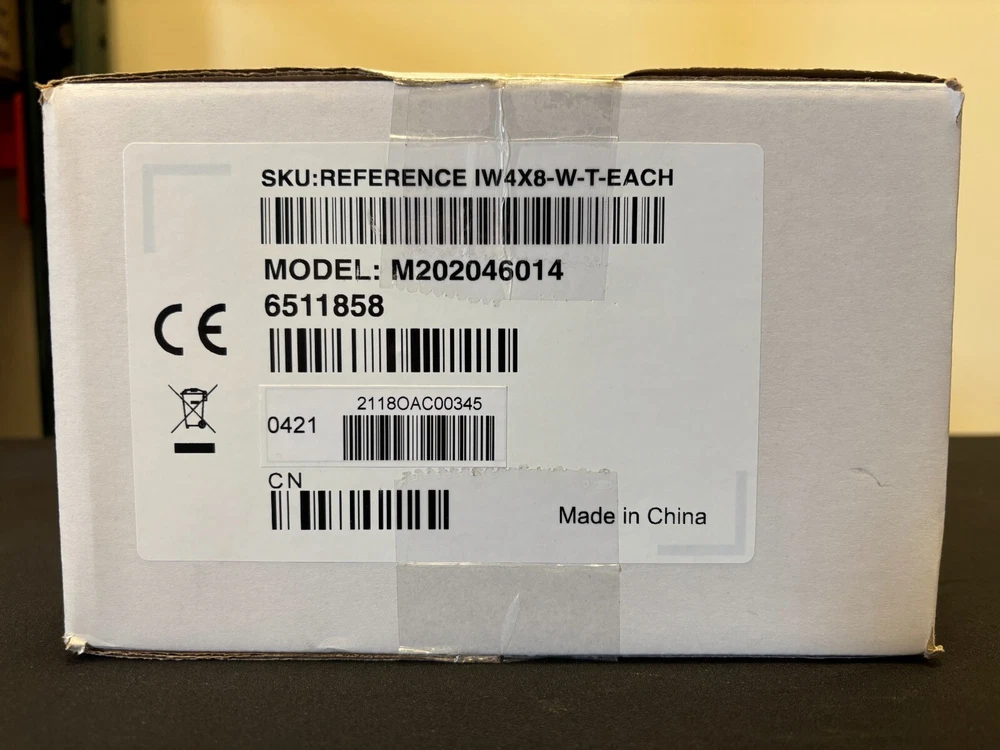 SKU:REFERENCE IW4X8-W-T-EACH
MODEL: M202046014
6511858
CE
2118OAC00345
0421
CN
Made in China